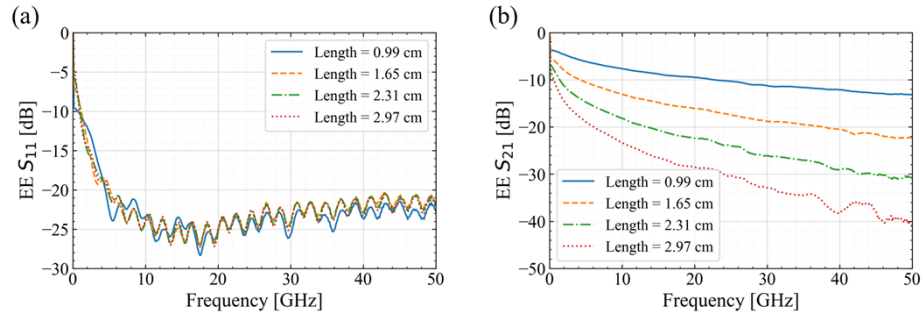 (a)
EE S11 [dB]
0
−5
−10
−15
−20
−25
−30
0
10
20
30
40
50
Frequency [GHz]
Length = 0.99 cm
Length = 1.65 cm
Length = 2.31 cm
Length = 2.97 cm
(b)
EE S21 [dB]
0
−10
−20
−30
−40
−50
0
10
20
30
40
50
Frequency [GHz]
Length = 0.99 cm
Length = 1.65 cm
Length = 2.31 cm
Length = 2.97 cm